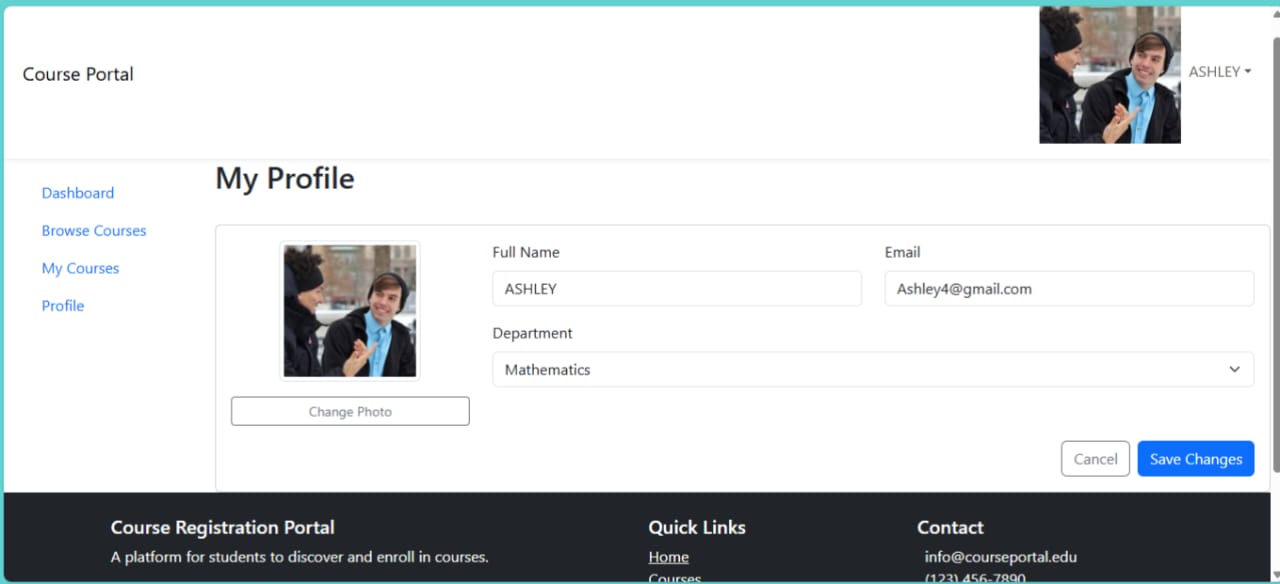 Course Portal
ASHLEY
My Profile
Dashboard
Browse Courses
My Courses
Profile
Change Photo
Full Name
ASHLEY
Email
Ashley4@gmail.com
Department
Mathematics
Cancel
Save Changes
Course Registration Portal
A platform for students to discover and enroll in courses.
Quick Links
Home
Courses
Contact
info@courseportal.edu
(123) 456-7890